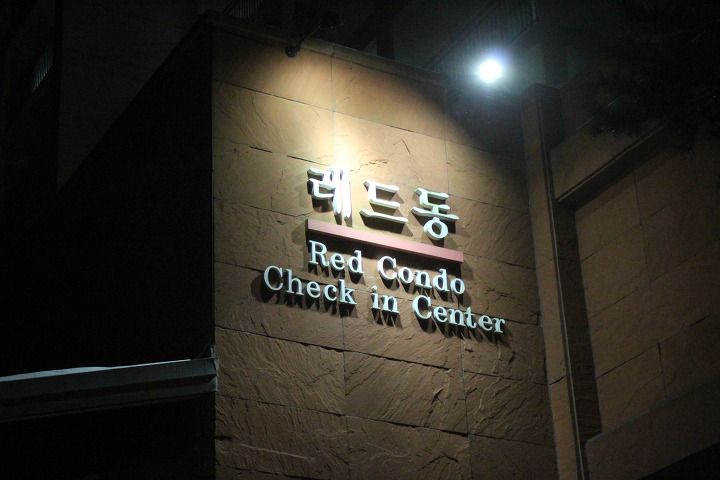 레드동
Red Condo
Check in Center